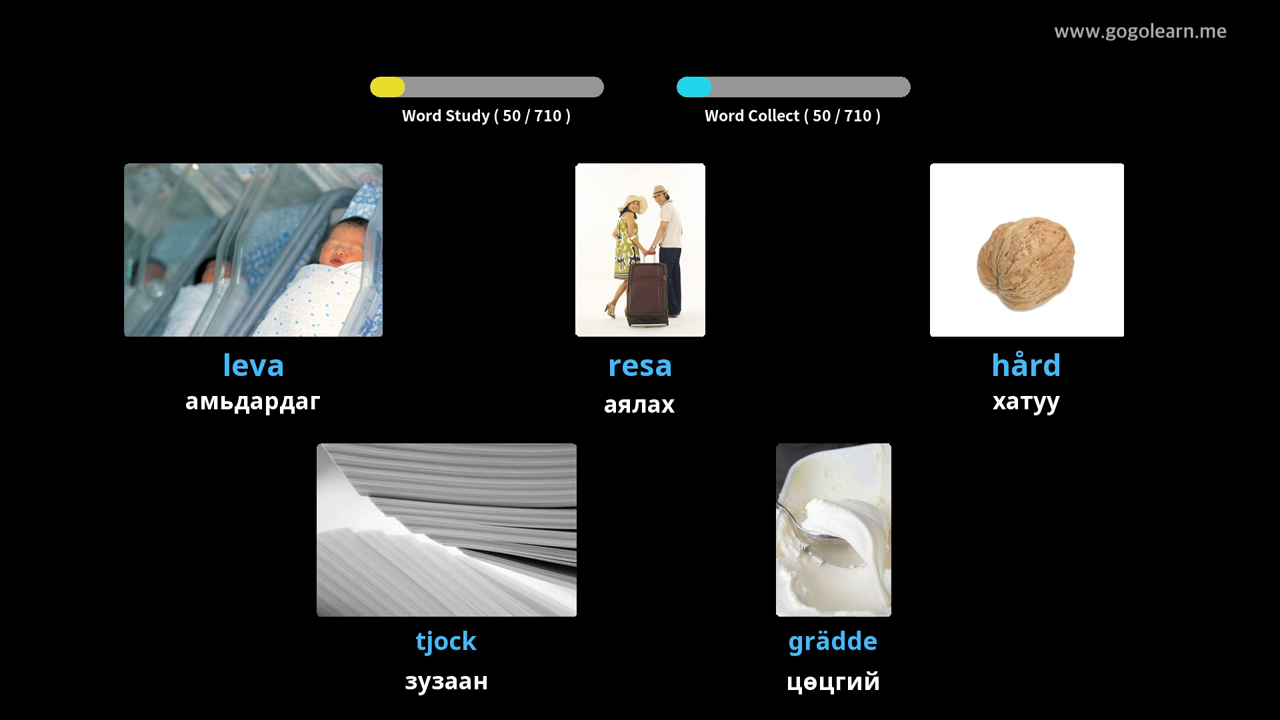 www.gogolearn.me
Word Study ( 50 / 710 )
Word Collect ( 50 / 710 )
leva
амьдардаг
resa
аялах
hård
хатуу
tjock
зузаан
grädde
цөцгий